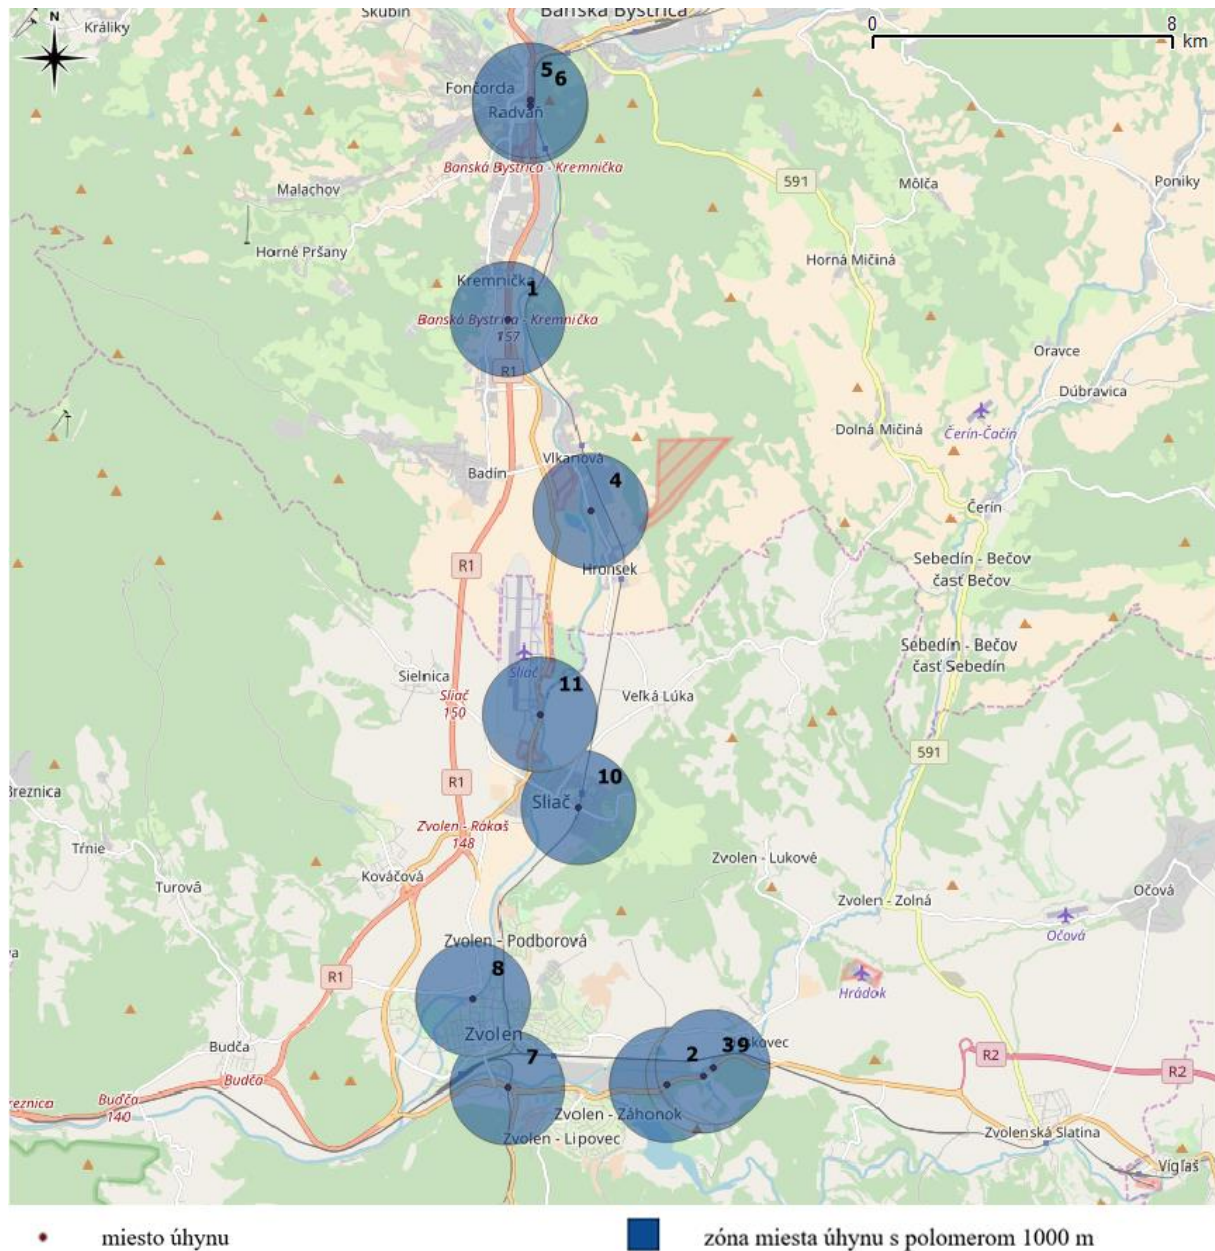 Skubín
Banská Bystrica
N
Králiky
0 8
km
5 6
Fončorda
Radvaň
Banská Bystrica - Kremnička
591
Môlča
Poniky
Malachov
Horné Pršany
Horná Mičiná
Kremnička
1
Banská Bystrica - Kremnička
157
R1
Oravce
Dúbravica
Dolná Mičiná
Čerín-Čačín
Vlkanová
Badín
4
Čerín
R1
Hronsek
Sebedín - Bečov
časť Bečov
Sebedín - Bečov
časť Sebedín
Sliač
Sielnica
11
Veľká Lúka
Sliač
150
591
R1
10
Breznica
Sliač
Zvolen - Rákoš
148
Tŕnie
Zvolen - Lukové
Kováčová
Turová
Očová
Zvolen - Zolná
Očová
Zvolen - Podborová
8
R1
Hrádok
Zvolen
Budča
2
3 9
kovec
R2
R2
7
Budča
Budča
140
reznica
Zvolen - Záhonok
Zvolen - Lipovec
Zvolenská Slatina
Vígľaš
miesto úhynu
zóna miesta úhynu s polomerom 1000 m